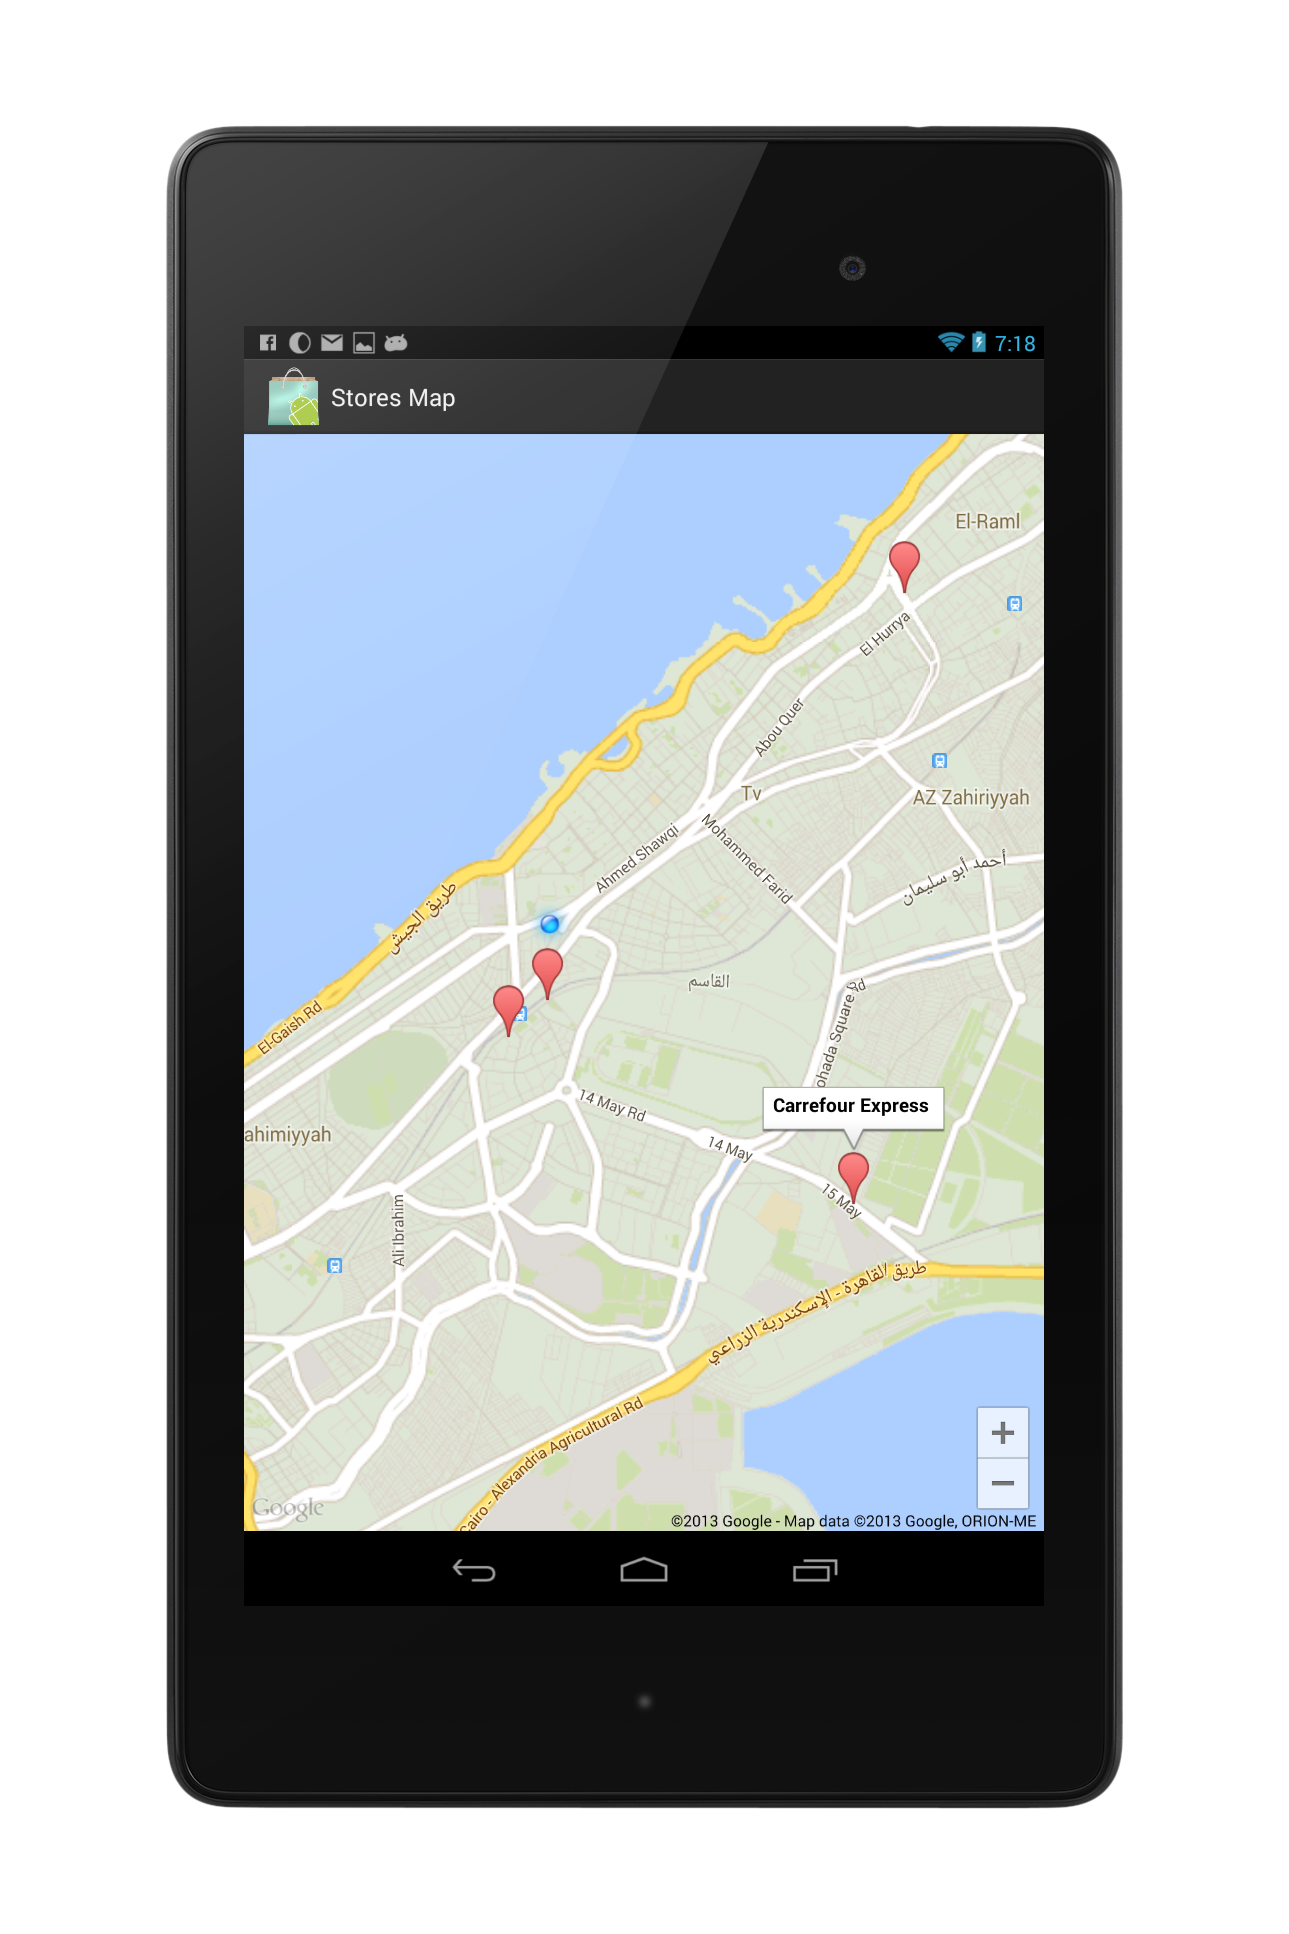 7:18
Stores Map
El-Raml
El Hurrya
Abou Quer
Tv
AZ Zahiriyyah
Ahmed Shawqi
Mohammed Farid
أحمد أبو سليمان
طريق الجيش
القاسم
El-Gaish Rd
Rd
ohada Square
Carrefour Express
14 May Rd
ahimiyyah
14 May
15 May
Ali Ibrahim
طريق القاهرة - الإسكندرية الزراعي
Cairo - Alexandria Agricultural Rd
+
−
Google
©2013 Google - Map data ©2013 Google, ORION-ME